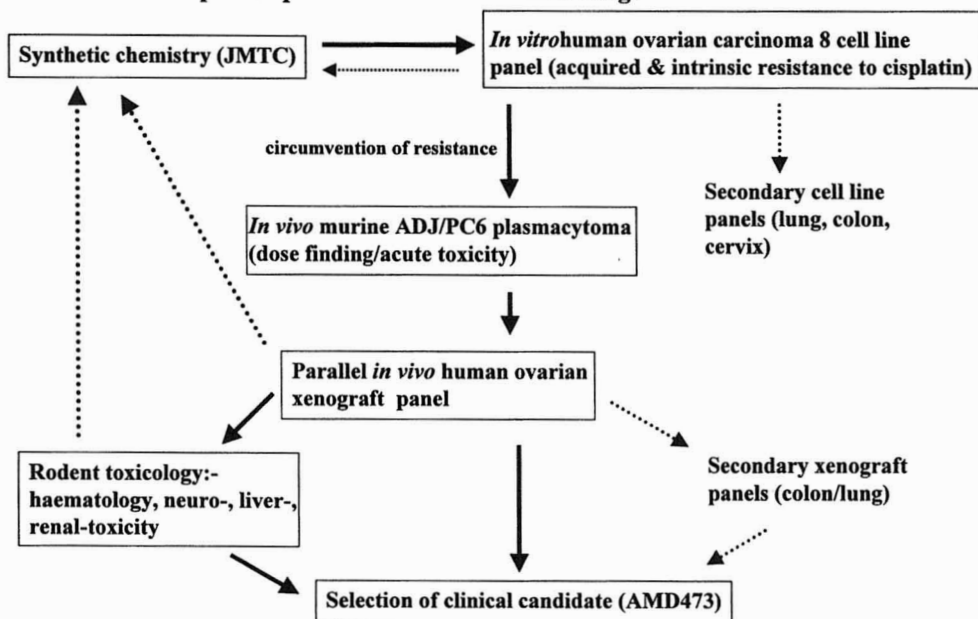 Synthetic chemistry (JMTC)
In vitrohuman ovarian carcinoma 8 cell line
panel (acquired & intrinsic resistance to cisplatin)
circumvention of resistance
Secondary cell line
panels (lung, colon,
cervix)
In vivo murine ADJ/PC6 plasmacytoma
(dose finding/acute toxicity)
Parallel in vivo human ovarian
xenograft panel
Rodent toxicology:-
haematology, neuro-, liver-,
renal-toxicity
Secondary xenograft
panels (colon/lung)
Selection of clinical candidate (AMD473)